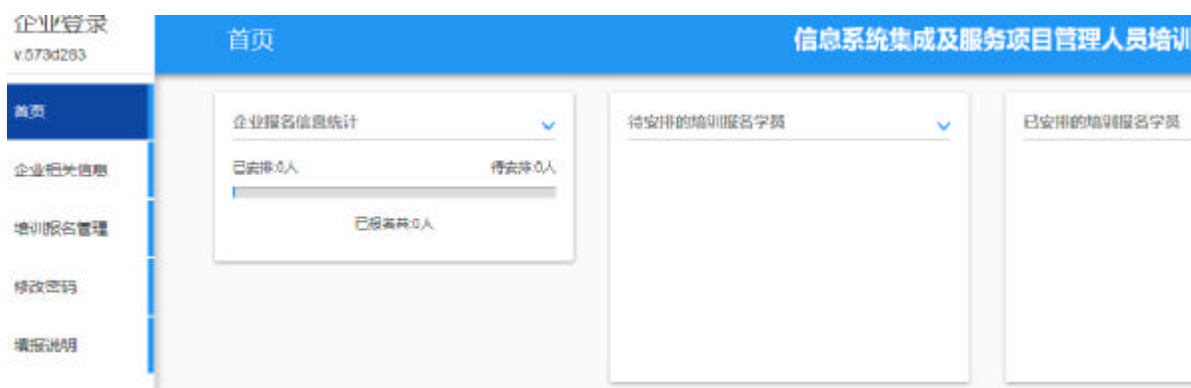 企业登录
v.573d283
首页
企业相关信息
培训报名管理
修改密码
填报说明
首页
信息系统集成及服务项目管理人员培训
企业报名信息统计
已安排:0人 待安排:0人
已报名共:0人
待安排的培训报名学员
已安排的培训报名学员